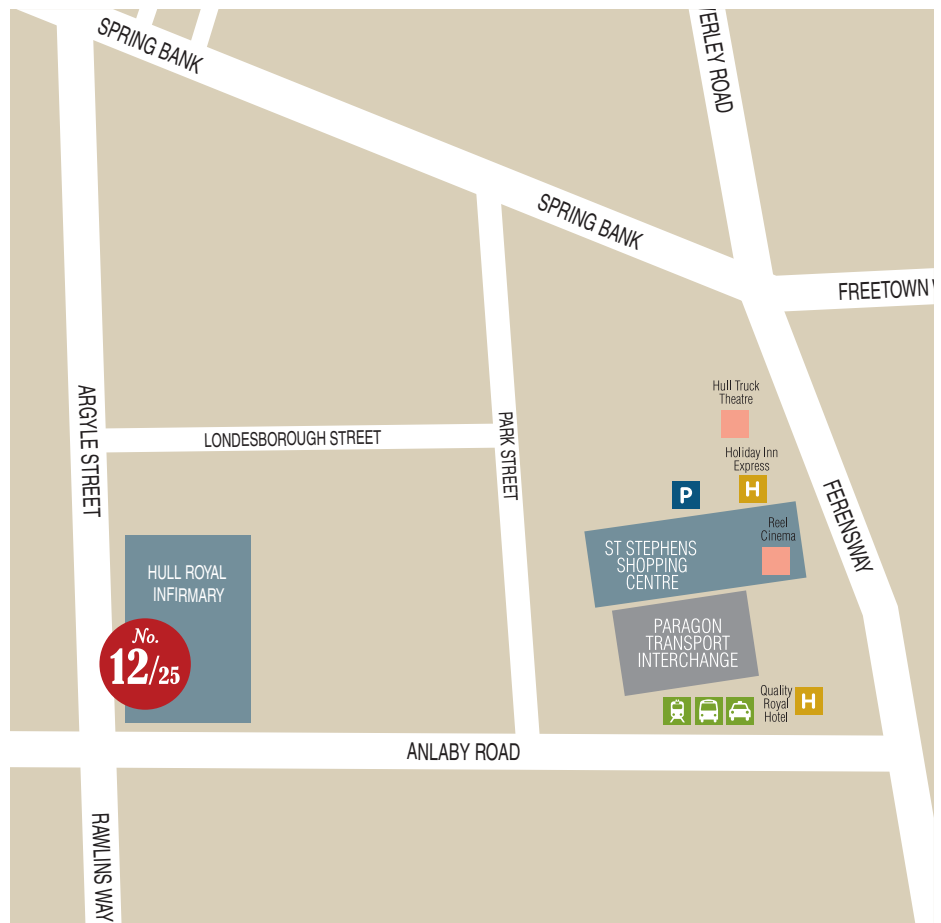 SPRING BANK
ERLEY ROAD
SPRING BANK
FREETOWN
Hull Truck
Theatre
ARGYLE STREET
LONDESBOROUGH STREET
PARK STREET
Holiday Inn
Express
P
H
FERENSWAY
Reel
Cinema
ST STEPHENS
SHOPPING
CENTRE
HULL ROYAL
INFIRMARY
No.
12/25
PARAGON
TRANSPORT
INTERCHANGE
Quality
Royal
Hotel
H
ANLABY ROAD
RAWLINS WAY